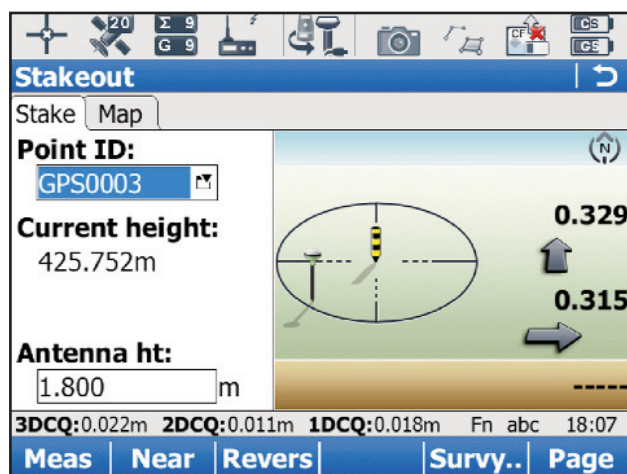 20
Σ 9
G 9
CF
CS
GS
Stakeout
Stake Map
Point ID:
GPS0003
N
Current height:
425.752m
0.329
0.315
Antenna ht:
1.800 m
-----
3DCQ:0.022m 2DCQ:0.011m 1DCQ:0.018m Fn abc 18:07
Meas Near Revers Survy.. Page